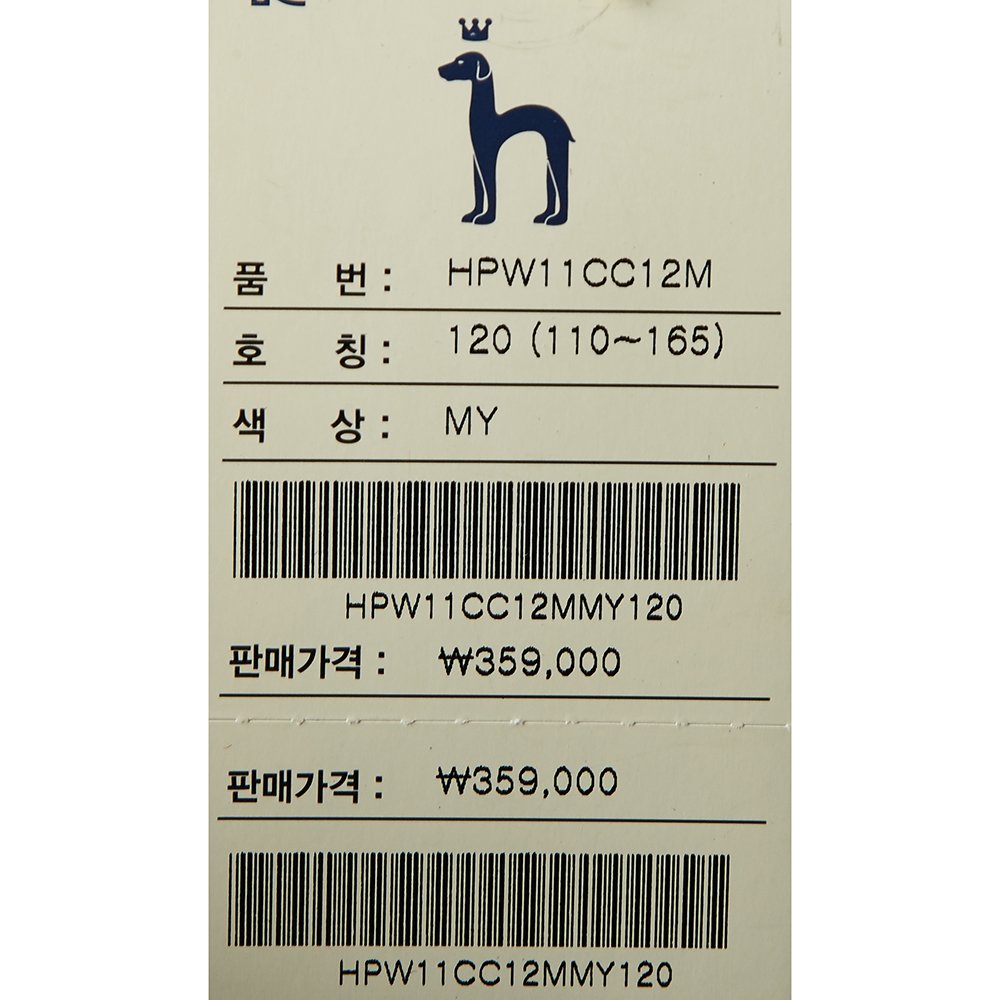 품 번 : HPW11CC12M
호 칭 : 120 (110~165)
색 상 : MY
HPW11CC12MMY120
판매가격 : ₩359,000
판매가격 : ₩359,000
HPW11CC12MMY120